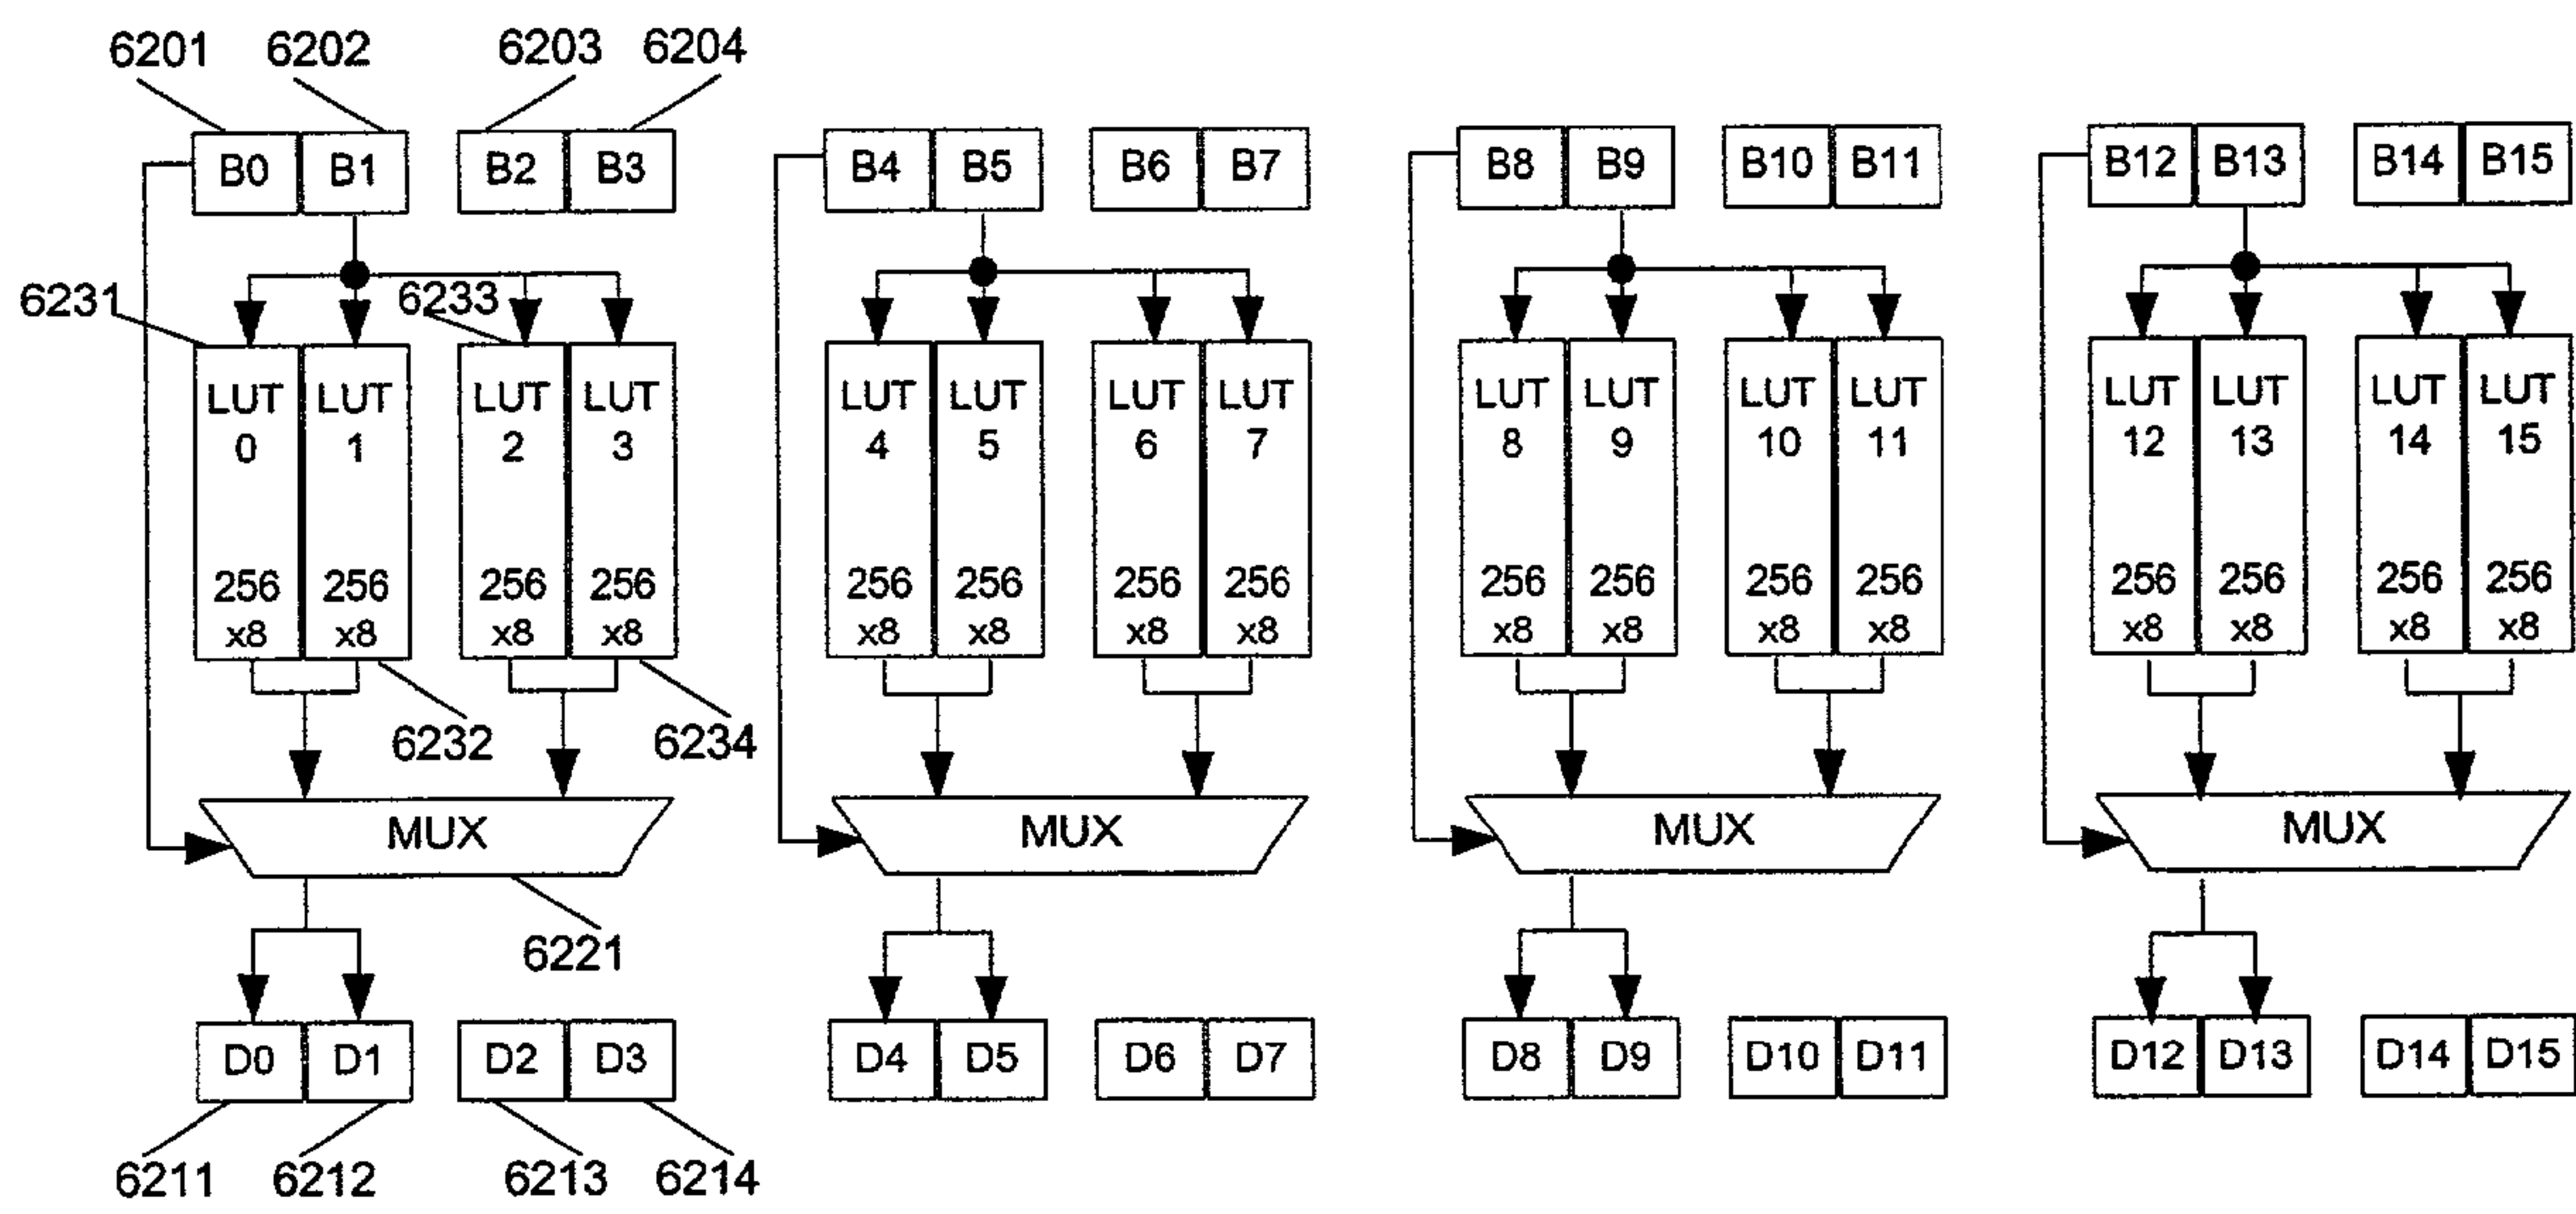 6201 6202 6203 6204
B0 B1 B2 B3 B4 B5 B6 B7 B8 B9 B10 B11 B12 B13 B14 B15
6231 6233
LUT LUT LUT LUT LUT LUT LUT LUT LUT LUT LUT LUT LUT LUT LUT LUT
0 1 2 3 4 5 6 7 8 9 10 11 12 13 14 15
256 256 256 256 256 256 256 256 256 256 256 256 256 256 256 256
x8 x8 x8 x8 x8 x8 x8 x8 x8 x8 x8 x8 x8 x8 x8 x8
6232 6234
MUX MUX MUX MUX
6221
D0 D1 D2 D3 D4 D5 D6 D7 D8 D9 D10 D11 D12 D13 D14 D15
6211 6212 6213 6214